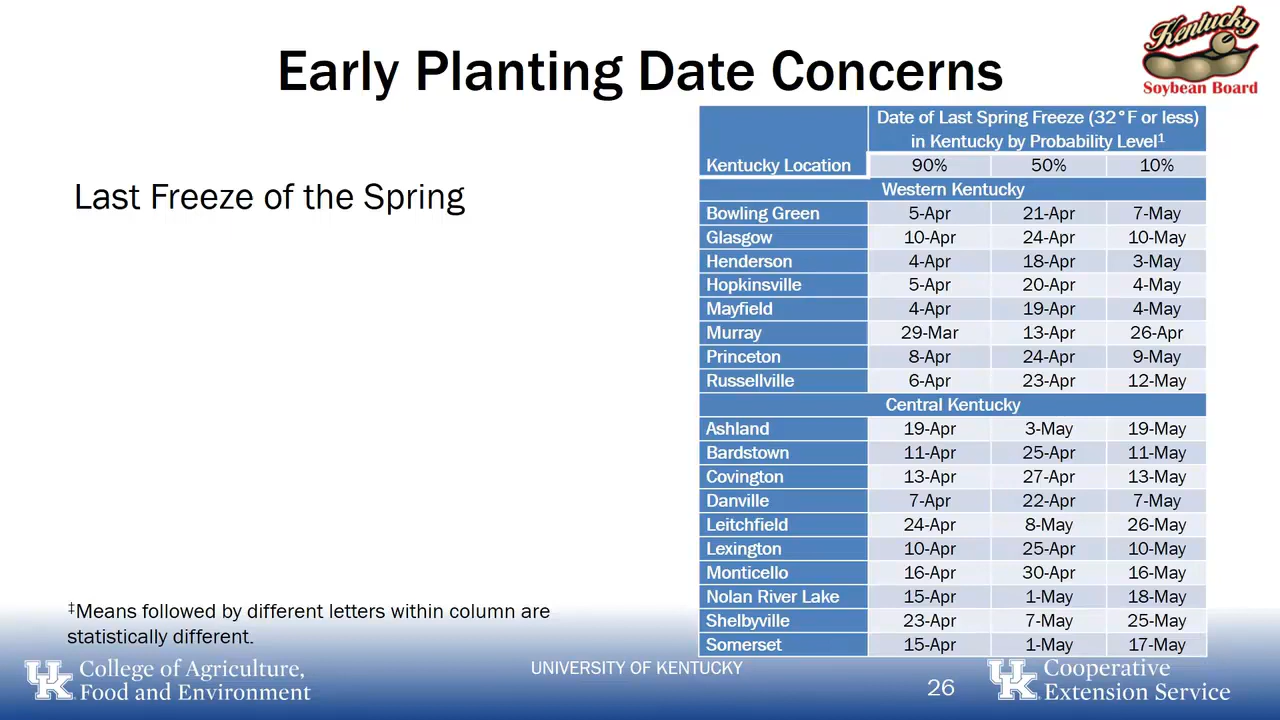 Kentucky
Soybean Board
Early Planting Date Concerns
Last Freeze of the Spring
Kentucky Location
Date of Last Spring Freeze (32°F or less)
in Kentucky by Probability Level¹
90% 50% 10%
Western Kentucky
Bowling Green 5-Apr 21-Apr 7-May
Glasgow 10-Apr 24-Apr 10-May
Henderson 4-Apr 18-Apr 3-May
Hopkinsville 5-Apr 20-Apr 4-May
Mayfield 4-Apr 19-Apr 4-May
Murray 29-Mar 13-Apr 26-Apr
Princeton 8-Apr 24-Apr 9-May
Russellville 6-Apr 23-Apr 12-May
Central Kentucky
Ashland 19-Apr 3-May 19-May
Bardstown 11-Apr 25-Apr 11-May
Covington 13-Apr 27-Apr 13-May
Danville 7-Apr 22-Apr 7-May
Leitchfield 24-Apr 8-May 26-May
Lexington 10-Apr 25-Apr 10-May
Monticello 16-Apr 30-Apr 16-May
Nolan River Lake 15-Apr 1-May 18-May
Shelbyville 23-Apr 7-May 25-May
Somerset 15-Apr 1-May 17-May
‡Means followed by different letters within column are
statistically different.
UK College of Agriculture,
Food and Environment
UNIVERSITY OF KENTUCKY
26
UK Cooperative
Extension Service